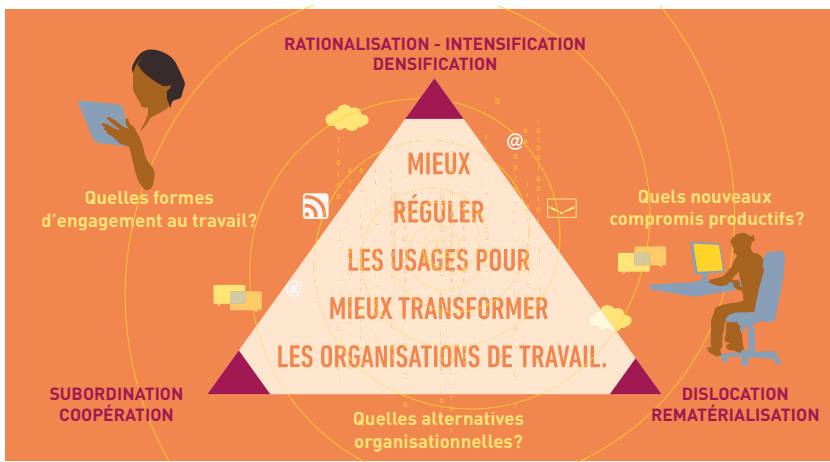 RATIONALISATION - INTENSIFICATION
DENSIFICATION
@
MIEUX
RÉGULER
LES USAGES POUR
MIEUX TRANSFORMER
LES ORGANISATIONS DE TRAVAIL.
Quelles formes
d'engagement au travail?
Quels nouveaux
compromis productifs?
@
SUBORDINATION
COOPÉRATION
Quelles alternatives
organisationnelles?
DISLOCATION
REMATÉRIALISATION